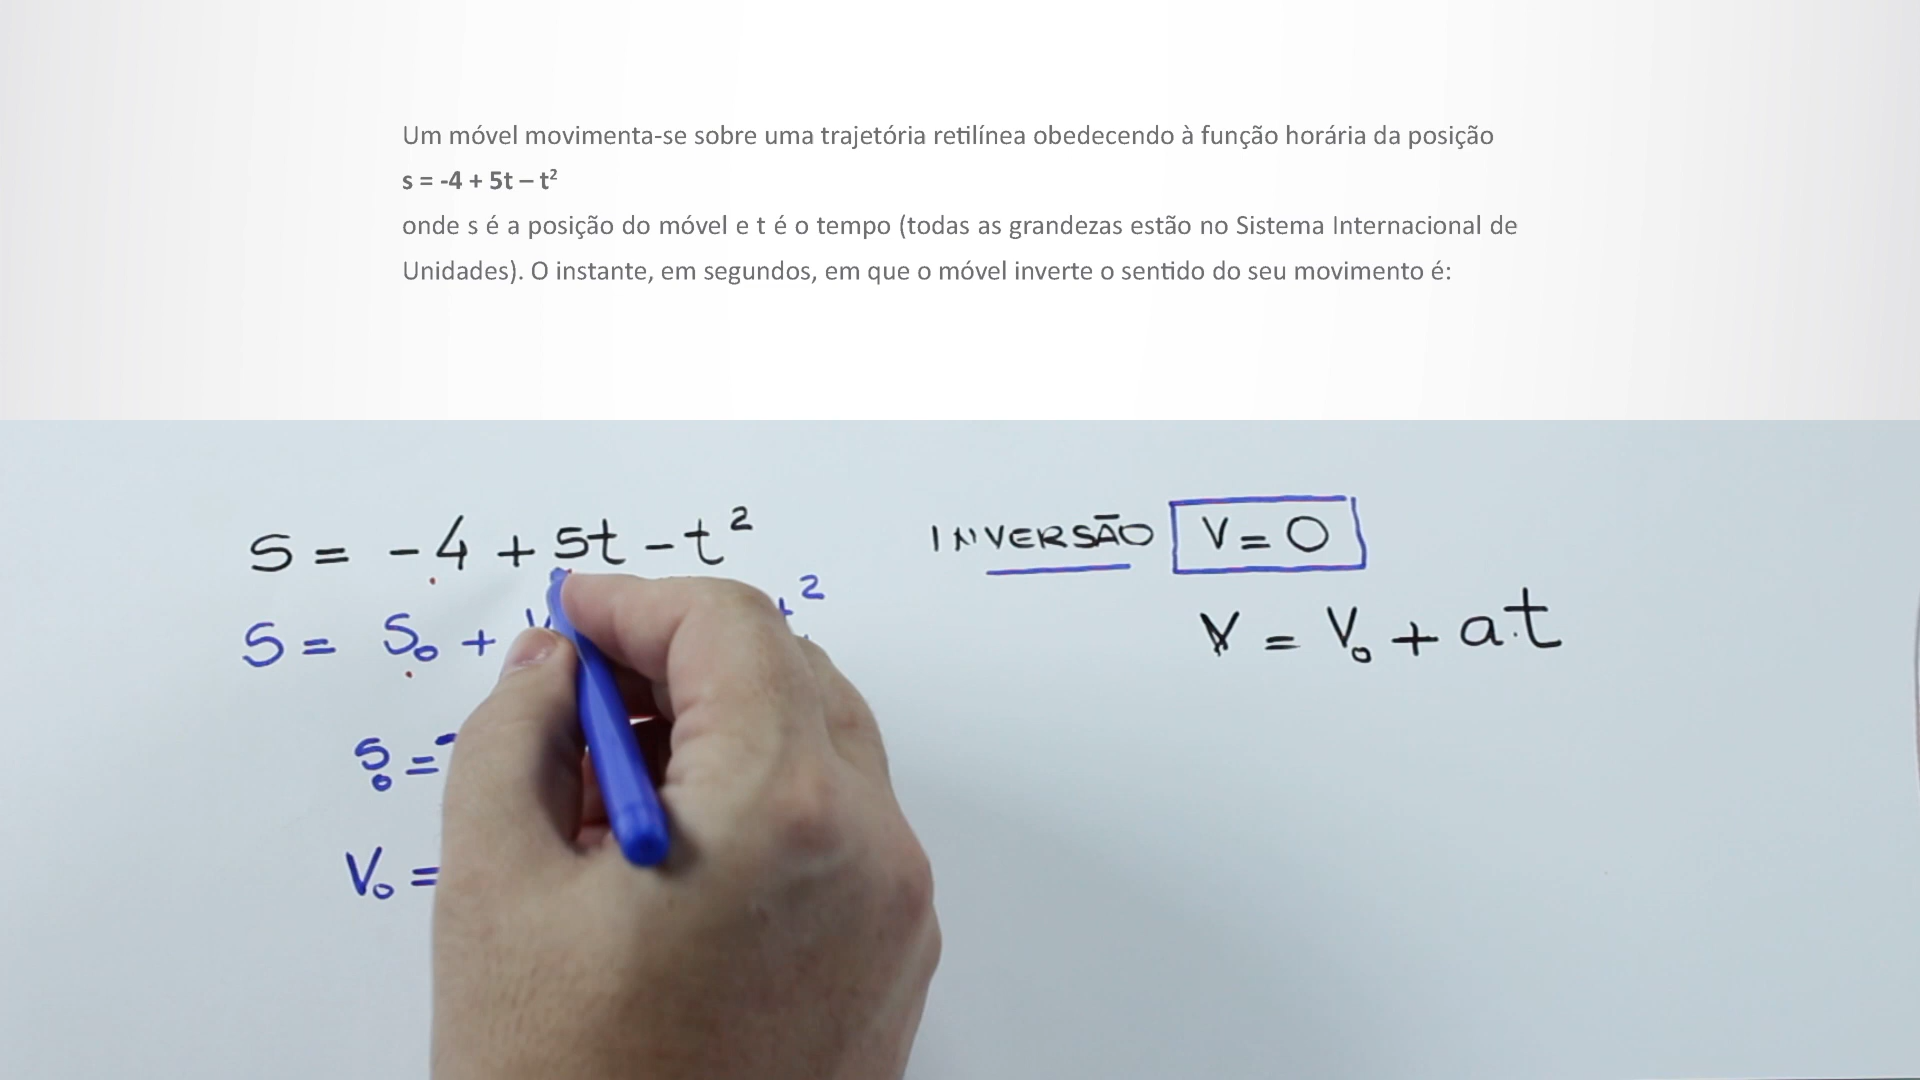 Um móvel movimenta-se sobre uma trajetória retilínea obedecendo à função horária da posição
s = -4 + 5t – t²
onde s é a posição do móvel e t é o tempo (todas as grandezas estão no Sistema Internacional de
Unidades). O instante, em segundos, em que o móvel inverte o sentido do seu movimento é:
S = -4 + 5t - t²
INVERSÃO V = 0
S = S₀ + t²
V = V₀ + a.t
S₀ = -
V₀ =